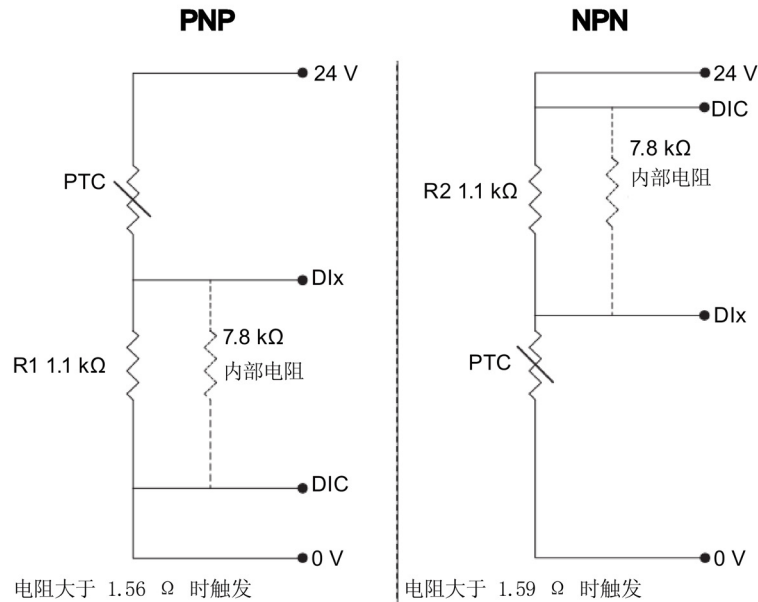 PNP
24 V
PTC
DIx
7.8 kΩ
R1 1.1 kΩ
内部电阻
DIC
0 V
电阻大于 1.56 Ω 时触发
NPN
24 V
DIC
7.8 kΩ
内部电阻
R2 1.1 kΩ
DIx
PTC
0 V
电阻大于 1.59 Ω 时触发